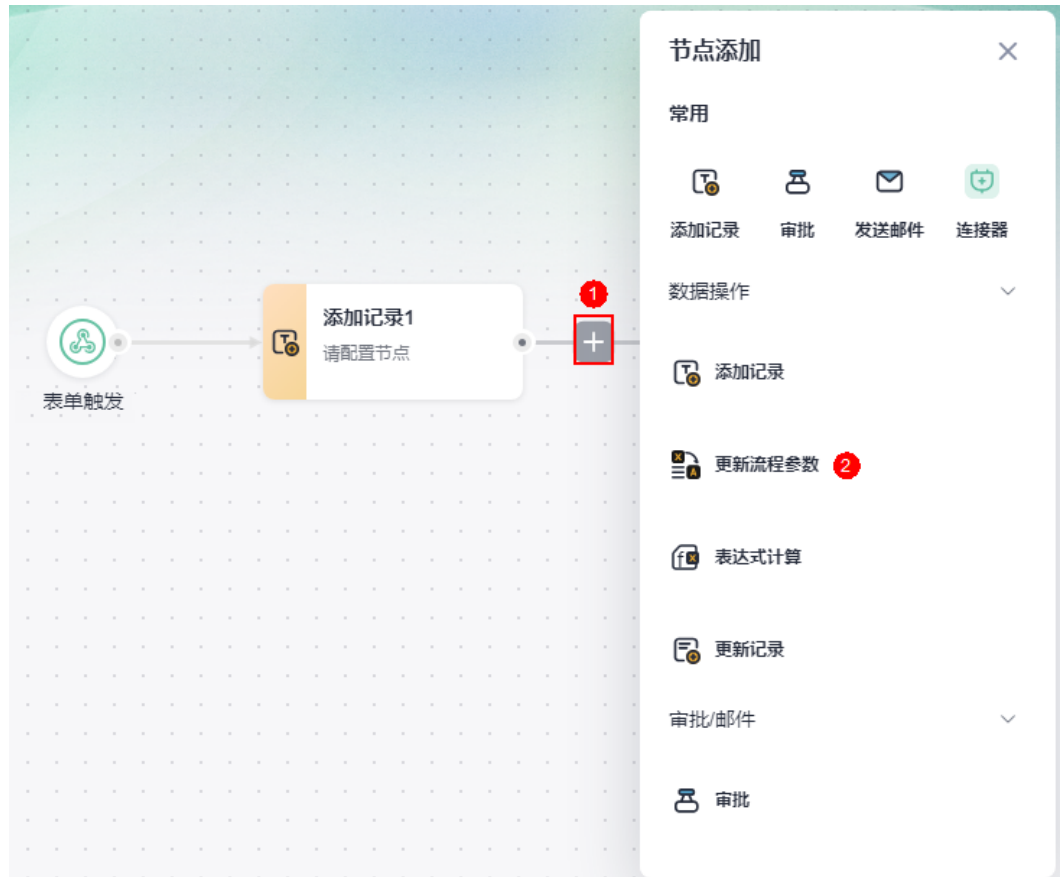 节点添加
常用
添加记录 审批 发送邮件 连接器
数据操作
1
添加记录1
请配置节点
表单触发
添加记录
更新流程参数 2
表达式计算
更新记录
审批/邮件
审批